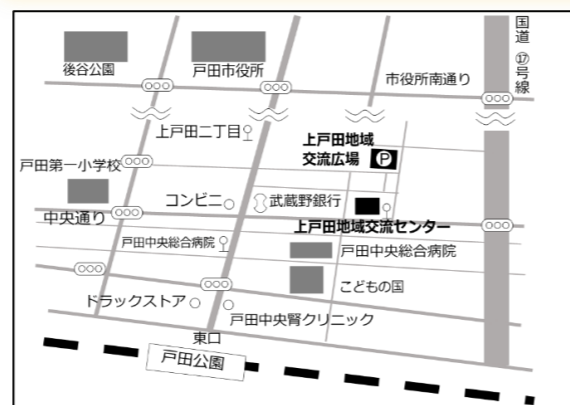 国道⑰号線
後谷公園
戸田市役所
市役所南通り
上戸田二丁目
上戸田地域
交流広場
P
戸田第一小学校
コンビニ
武蔵野銀行
中央通り
上戸田地域交流センター
戸田中央総合病院
戸田中央総合病院
こどもの国
ドラックストア
戸田中央腎クリニック
東口
戸田公園